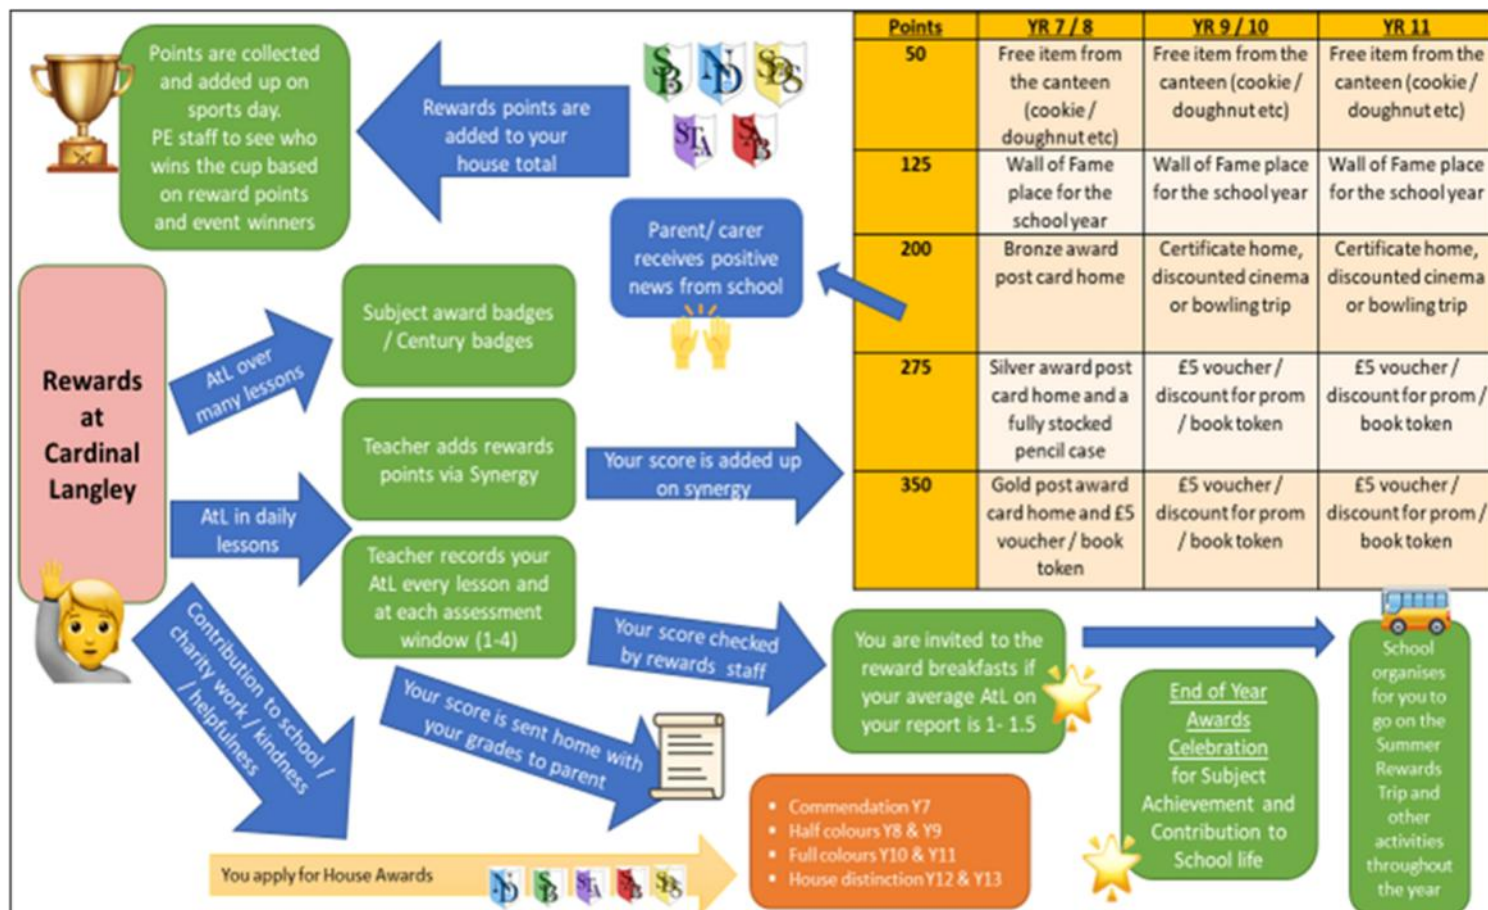 Points are collected
and added up on
sports day.
PE staff to see who
wins the cup based
on reward points
and event winners
Rewards points are
added to your
house total
SPB
ND
SDS
STA
SAB
Parent/ carer
receives positive
news from school
Points
YR 7 / 8
YR 9 / 10
YR 11
50
Free item from
the canteen
(cookie /
doughnut etc)
Free item from the
canteen (cookie /
doughnut etc)
Free item from the
canteen (cookie /
doughnut etc)
125
Wall of Fame
place for the
school year
Wall of Fame place
for the school year
Wall of Fame place
for the school year
200
Bronze award
post card home
Certificate home,
discounted cinema
or bowling trip
Certificate home,
discounted cinema
or bowling trip
275
Silver award post
card home and a
fully stocked
pencil case
£5 voucher /
discount for prom
/ book token
£5 voucher /
discount for prom /
book token
350
Gold post award
card home and £5
voucher / book
token
£5 voucher /
discount for prom
/ book token
£5 voucher /
discount for prom /
book token
Rewards
at
Cardinal
Langley
AtL over
many lessons
Subject award badges
/ Century badges
Teacher adds rewards
points via Synergy
Your score is added up
on synergy
AtL in daily
lessons
Teacher records your
AtL every lesson and
at each assessment
window (1-4)
Contribution to school /
charity work / kindness
/ helpfulness
Your score checked
by rewards staff
Your score is sent home with
your grades to parent
You are invited to the
reward breakfasts if
your average AtL on
your report is 1- 1.5
End of Year
Awards
Celebration
for Subject
Achievement and
Contribution to
School life
School
organises
for you to
go on the
Summer
Rewards
Trip and
other
activities
throughout
the year
You apply for House Awards
ND
SPB
STA
SAB
SDS
▪ Commendation Y7
▪ Half colours Y8 & Y9
▪ Full colours Y10 & Y11
▪ House distinction Y12 & Y13